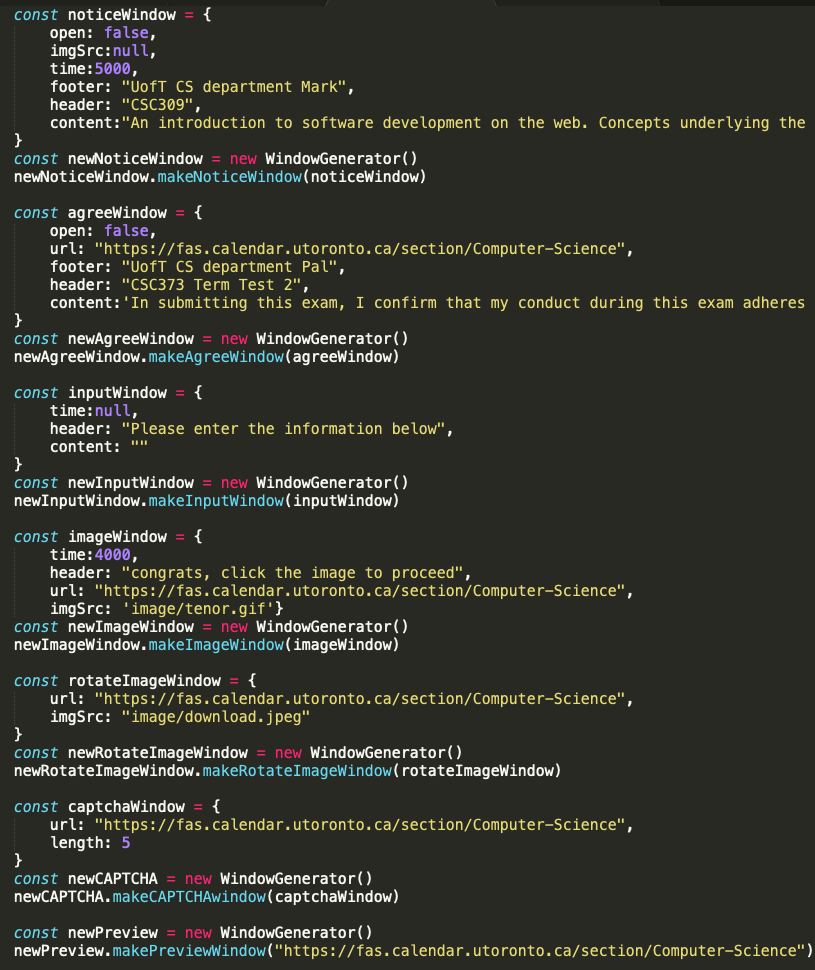 const noticeWindow = {
    open: false,
    imgSrc:null,
    time:5000,
    footer: "UofT CS department Mark",
    header: "CSC309",
    content:"An introduction to software development on the web. Concepts underlying the
}
const newNoticeWindow = new WindowGenerator()
newNoticeWindow.makeNoticeWindow(noticeWindow)

const agreeWindow = {
    open: false,
    url: "https://fas.calendar.utoronto.ca/section/Computer-Science",
    footer: "UofT CS department Pal",
    header: "CSC373 Term Test 2",
    content:'In submitting this exam, I confirm that my conduct during this exam adheres
}
const newAgreeWindow = new WindowGenerator()
newAgreeWindow.makeAgreeWindow(agreeWindow)

const inputWindow = {
    time:null,
    header: "Please enter the information below",
    content: ""
}
const newInputWindow = new WindowGenerator()
newInputWindow.makeInputWindow(inputWindow)

const imageWindow = {
    time:4000,
    header: "congrats, click the image to proceed",
    url: "https://fas.calendar.utoronto.ca/section/Computer-Science",
    imgSrc: 'image/tenor.gif'}
const newImageWindow = new WindowGenerator()
newImageWindow.makeImageWindow(imageWindow)

const rotateImageWindow = {
    url: "https://fas.calendar.utoronto.ca/section/Computer-Science",
    imgSrc: "image/download.jpeg"
}
const newRotateImageWindow = new WindowGenerator()
newRotateImageWindow.makeRotateImageWindow(rotateImageWindow)

const captchaWindow = {
    url: "https://fas.calendar.utoronto.ca/section/Computer-Science",
    length: 5
}
const newCAPTCHA = new WindowGenerator()
newCAPTCHA.makeCAPTCHAwindow(captchaWindow)

const newPreview = new WindowGenerator()
newPreview.makePreviewWindow("https://fas.calendar.utoronto.ca/section/Computer-Science")